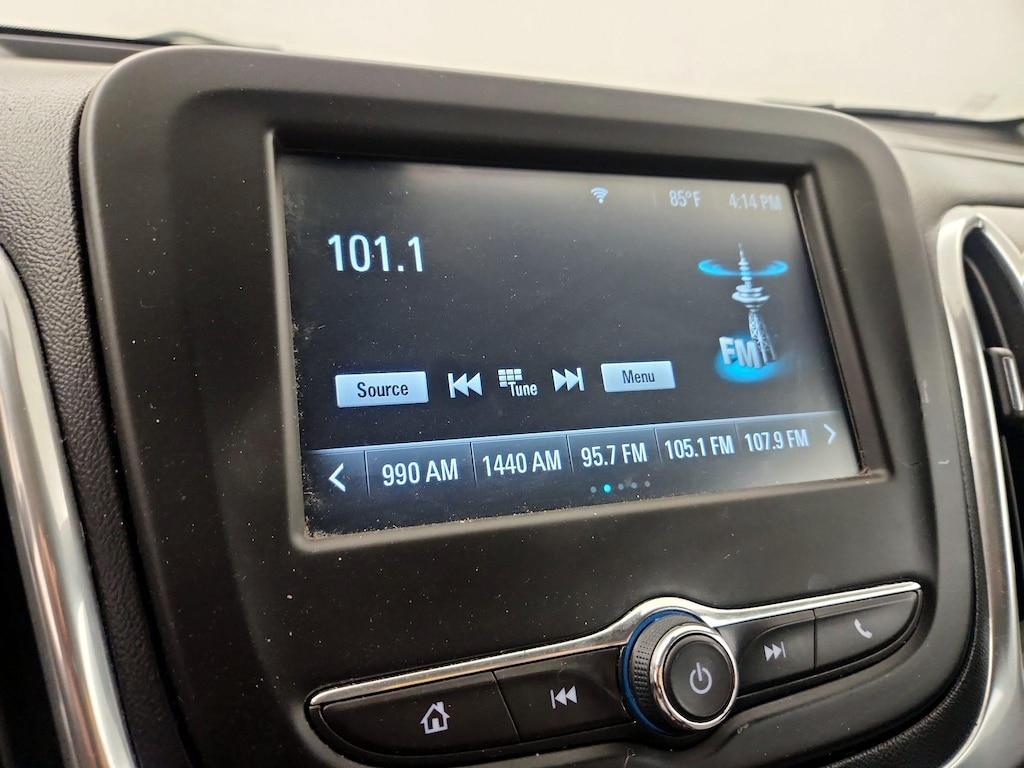 85°F 4:14 PM
101.1
FM
Source Tune Menu
990 AM 1440 AM 95.7 FM 105.1 FM 107.9 FM